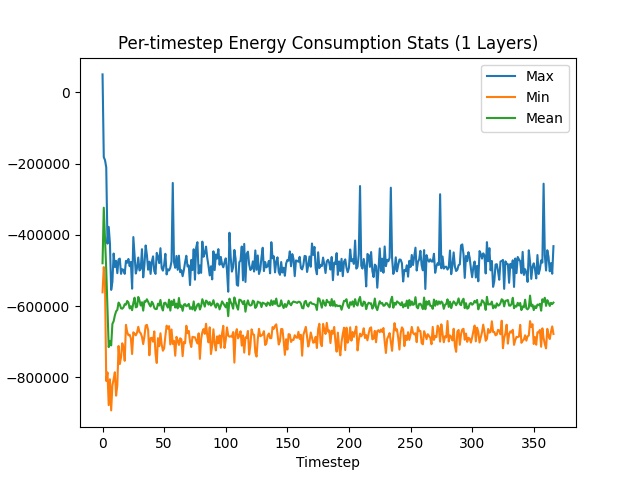 Per-timestep Energy Consumption Stats (1 Layers)
Max
Min
Mean
0
−200000
−400000
−600000
−800000
0 50 100 150 200 250 300 350
Timestep